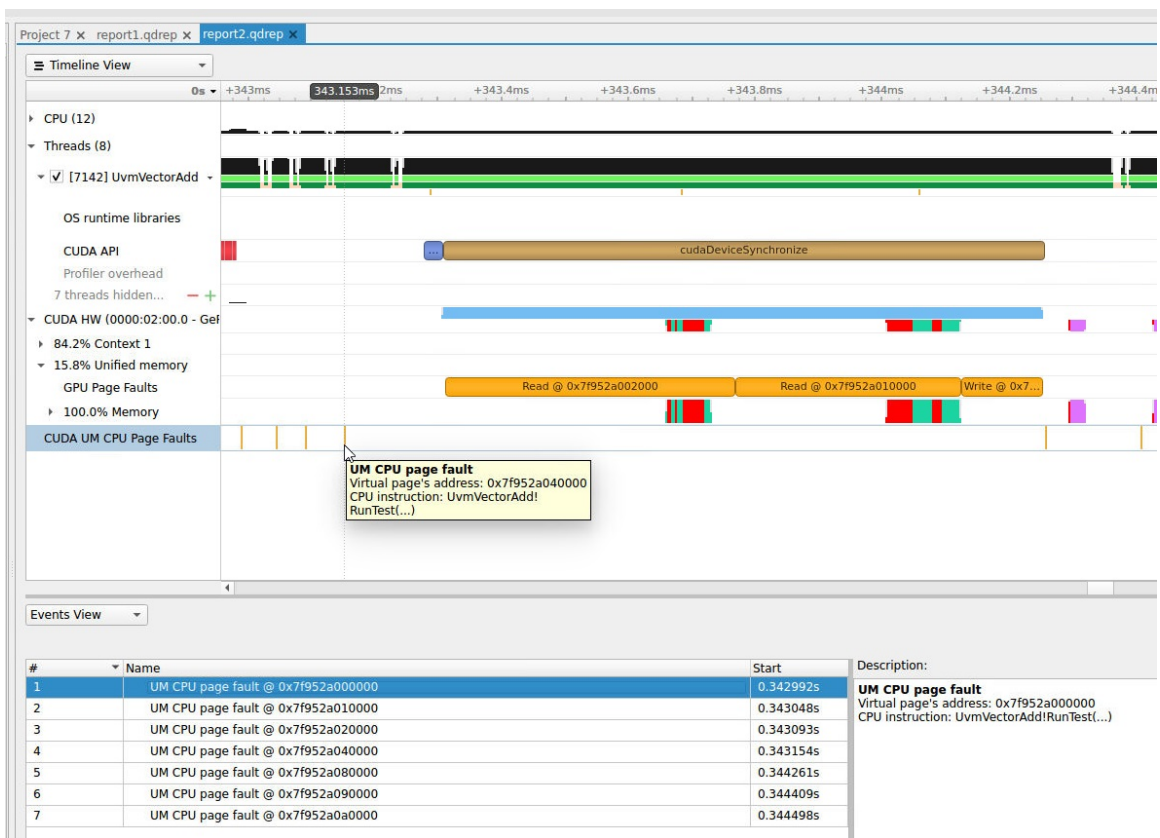 Project 7 × report1.qdrep × report2.qdrep ×
Timeline View
0s +343ms 343.153ms 2ms +343.4ms +343.6ms +343.8ms +344ms +344.2ms +344.4m
CPU (12)
Threads (8)
[7142] UvmVectorAdd
OS runtime libraries
CUDA API ... cudaDeviceSynchronize
Profiler overhead
7 threads hidden... − +
CUDA HW (0000:02:00.0 - GeF
84.2% Context 1
15.8% Unified memory
GPU Page Faults Read @ 0x7f952a002000 Read @ 0x7f952a010000 Write @ 0x7...
100.0% Memory
CUDA UM CPU Page Faults
UM CPU page fault
Virtual page's address: 0x7f952a040000
CPU instruction: UvmVectorAdd!
RunTest(...)
Events View
# Name Start Description:
1 UM CPU page fault @ 0x7f952a000000 0.342992s
2 UM CPU page fault @ 0x7f952a010000 0.343048s
3 UM CPU page fault @ 0x7f952a020000 0.343093s
4 UM CPU page fault @ 0x7f952a040000 0.343154s
5 UM CPU page fault @ 0x7f952a080000 0.344261s
6 UM CPU page fault @ 0x7f952a090000 0.344409s
7 UM CPU page fault @ 0x7f952a0a0000 0.344498s
UM CPU page fault
Virtual page's address: 0x7f952a000000
CPU instruction: UvmVectorAdd!RunTest(...)